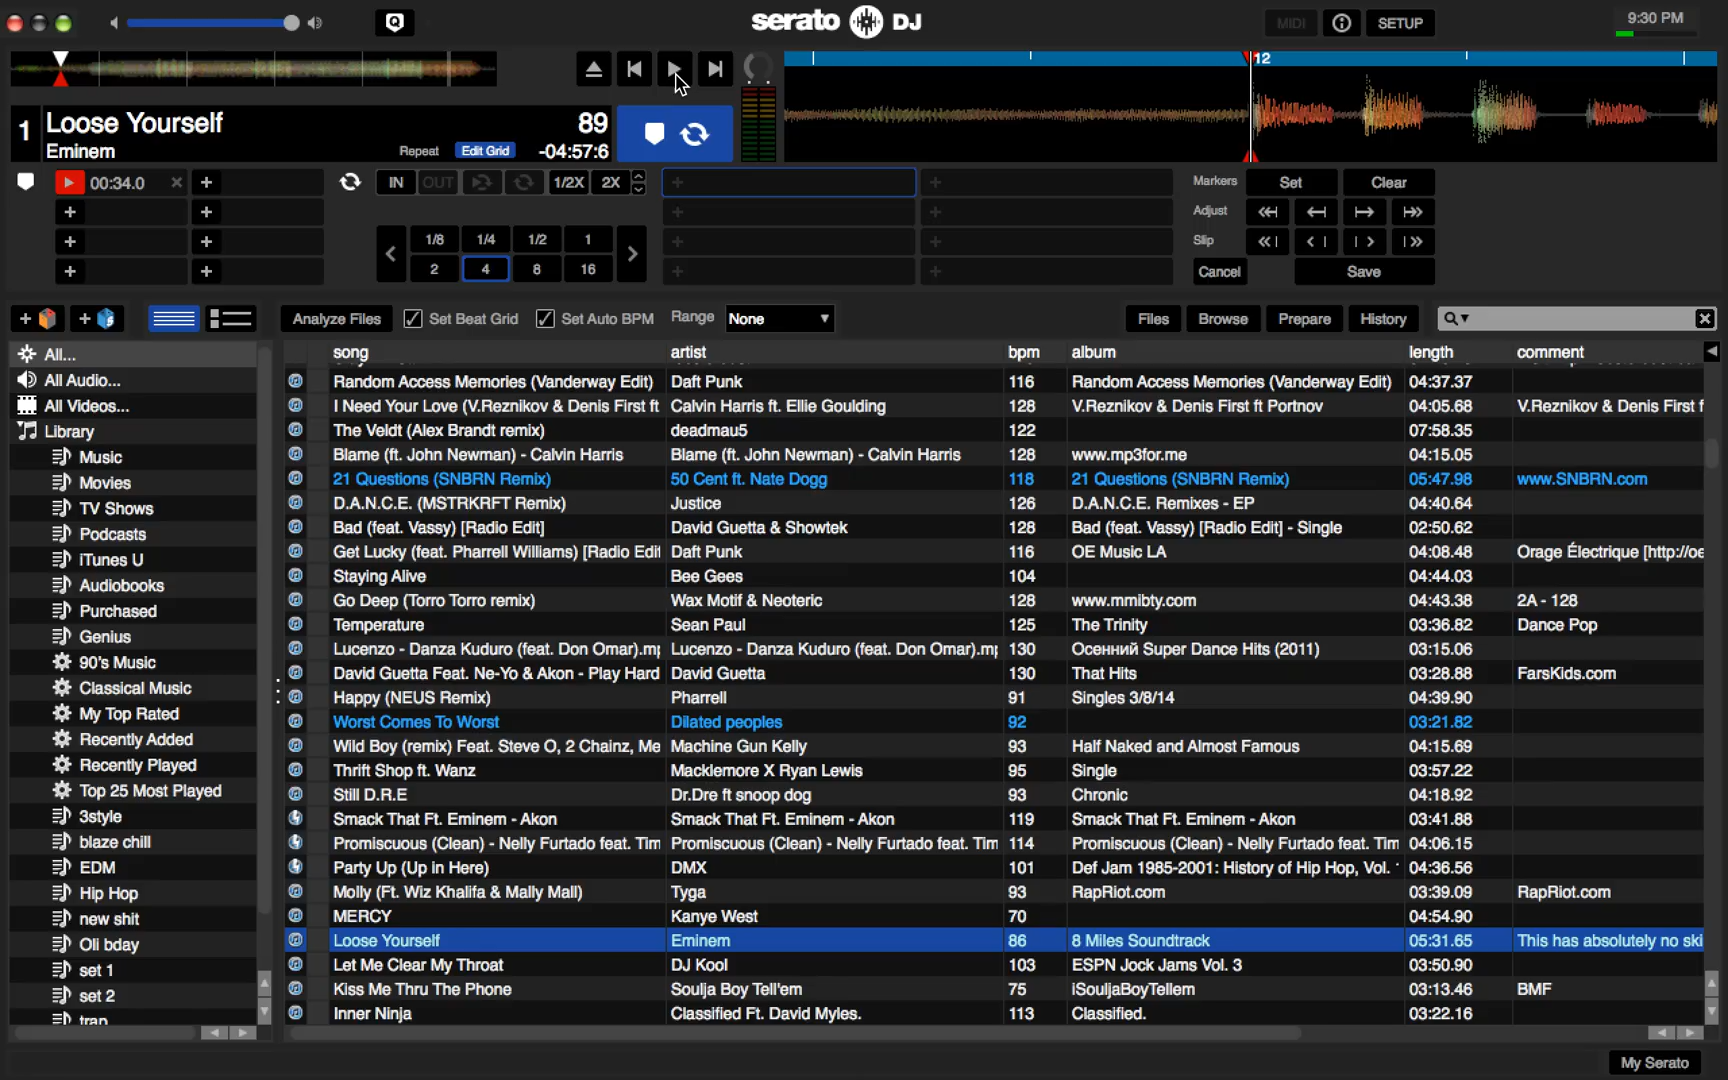 serato DJ
MIDI
SETUP
9:30 PM
12
1
Loose Yourself
89
Eminem
Repeat
Edit Grid
-04:57:6
00:34.0
IN
OUT
1/2X
2X
Markers
Set
Clear
Adjust
Slip
Cancel
Save
1/8 1/4 1/2 1
2 4 8 16
Analyze Files
Set Beat Grid
Set Auto BPM
Range
None
Files
Browse
Prepare
History
All...
All Audio...
All Videos...
Library
Music
Movies
TV Shows
Podcasts
iTunes U
Audiobooks
Purchased
Genius
90's Music
Classical Music
My Top Rated
Recently Added
Recently Played
Top 25 Most Played
3style
blaze chill
EDM
Hip Hop
new shit
Oli bday
set 1
set 2
trap
song artist bpm album length comment
Random Access Memories (Vanderway Edit) Daft Punk 116 Random Access Memories (Vanderway Edit) 04:37.37
I Need Your Love (V.Reznikov & Denis First ft Calvin Harris ft. Ellie Goulding 128 V.Reznikov & Denis First ft Portnov 04:05.68 V.Reznikov & Denis First f
The Veldt (Alex Brandt remix) deadmau5 122 07:58.35
Blame (ft. John Newman) - Calvin Harris Blame (ft. John Newman) - Calvin Harris 128 www.mp3for.me 04:15.05
21 Questions (SNBRN Remix) 50 Cent ft. Nate Dogg 118 21 Questions (SNBRN Remix) 05:47.98 www.SNBRN.com
D.A.N.C.E. (MSTRKRFT Remix) Justice 126 D.A.N.C.E. Remixes - EP 04:40.64
Bad (feat. Vassy) [Radio Edit] David Guetta & Showtek 128 Bad (feat. Vassy) [Radio Edit] - Single 02:50.62
Get Lucky (feat. Pharrell Williams) [Radio Edit Daft Punk 116 OE Music LA 04:08.48 Orage Électrique [http://oe
Staying Alive Bee Gees 104 04:44.03
Go Deep (Torro Torro remix) Wax Motif & Neoteric 128 www.mmibty.com 04:43.38 2A - 128
Temperature Sean Paul 125 The Trinity 03:36.82 Dance Pop
Lucenzo - Danza Kuduro (feat. Don Omar).mp Lucenzo - Danza Kuduro (feat. Don Omar).mp 130 Осенний Super Dance Hits (2011) 03:15.06
David Guetta Feat. Ne-Yo & Akon - Play Hard David Guetta 130 That Hits 03:28.88 FarsKids.com
Happy (NEUS Remix) Pharrell 91 Singles 3/8/14 04:39.90
Worst Comes To Worst Dilated peoples 92 03:21.82
Wild Boy (remix) Feat. Steve O, 2 Chainz, Me Machine Gun Kelly 93 Half Naked and Almost Famous 04:15.69
Thrift Shop ft. Wanz Macklemore X Ryan Lewis 95 Single 03:57.22
Still D.R.E Dr.Dre ft snoop dog 93 Chronic 04:18.92
Smack That Ft. Eminem - Akon Smack That Ft. Eminem - Akon 119 Smack That Ft. Eminem - Akon 03:41.88
Promiscuous (Clean) - Nelly Furtado feat. Tim Promiscuous (Clean) - Nelly Furtado feat. Tim 114 Promiscuous (Clean) - Nelly Furtado feat. Tim 04:06.15
Party Up (Up in Here) DMX 101 Def Jam 1985-2001: History of Hip Hop, Vol. 04:36.56
Molly (Ft. Wiz Khalifa & Mally Mall) Tyga 93 RapRiot.com 03:39.09 RapRiot.com
MERCY Kanye West 70 04:54.90
Loose Yourself Eminem 86 8 Miles Soundtrack 05:31.65 This has absolutely no ski
Let Me Clear My Throat DJ Kool 103 ESPN Jock Jams Vol. 3 03:50.90
Kiss Me Thru The Phone Soulja Boy Tell'em 75 iSouljaBoyTellem 03:13.46 BMF
Inner Ninja Classified Ft. David Myles. 113 Classified. 03:22.16
My Serato